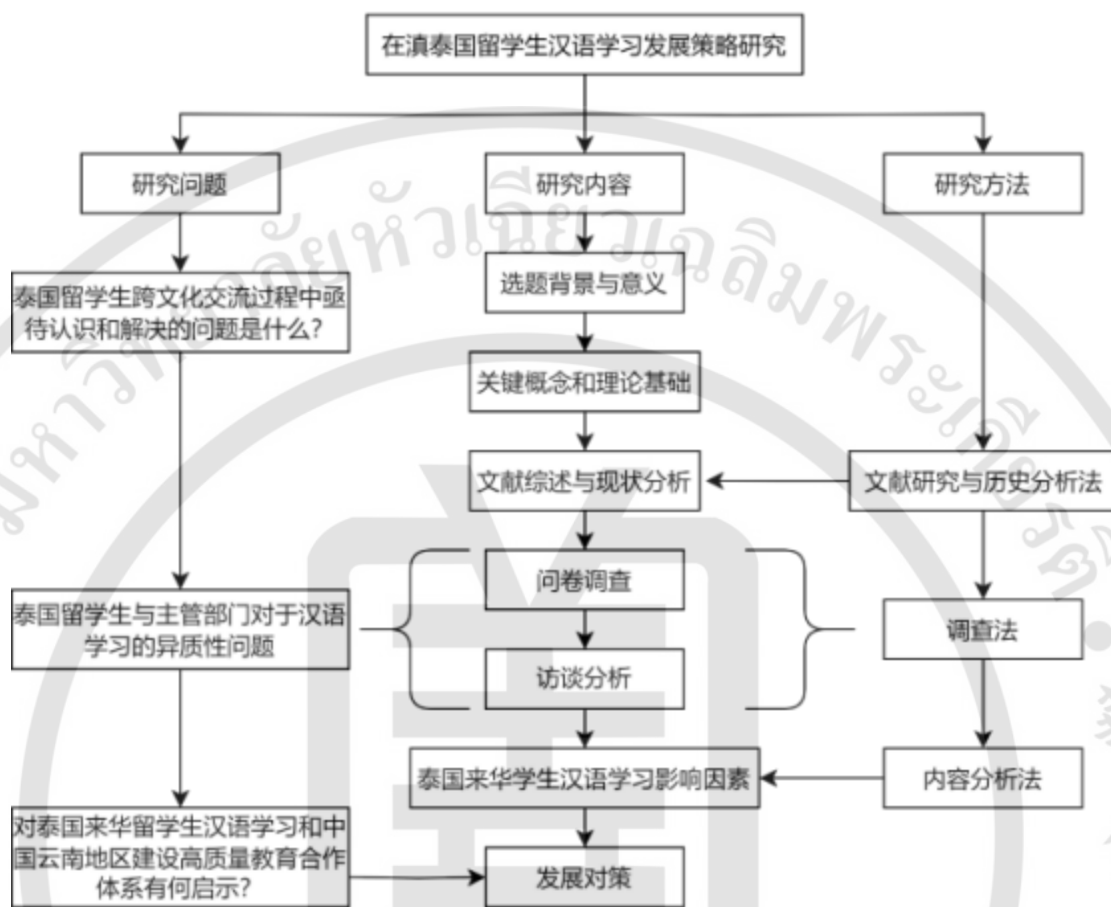 在滇泰国留学生汉语学习发展策略研究
研究问题
研究内容
研究方法
泰国留学生跨文化交流过程中亟
待认识和解决的问题是什么？
选题背景与意义
关键概念和理论基础
文献综述与现状分析
文献研究与历史分析法
问卷调查
泰国留学生与主管部门对于汉语
学习的异质性问题
调查法
访谈分析
泰国来华学生汉语学习影响因素
内容分析法
对泰国来华留学生汉语学习和中
国云南地区建设高质量教育合作
体系有何启示？
发展对策